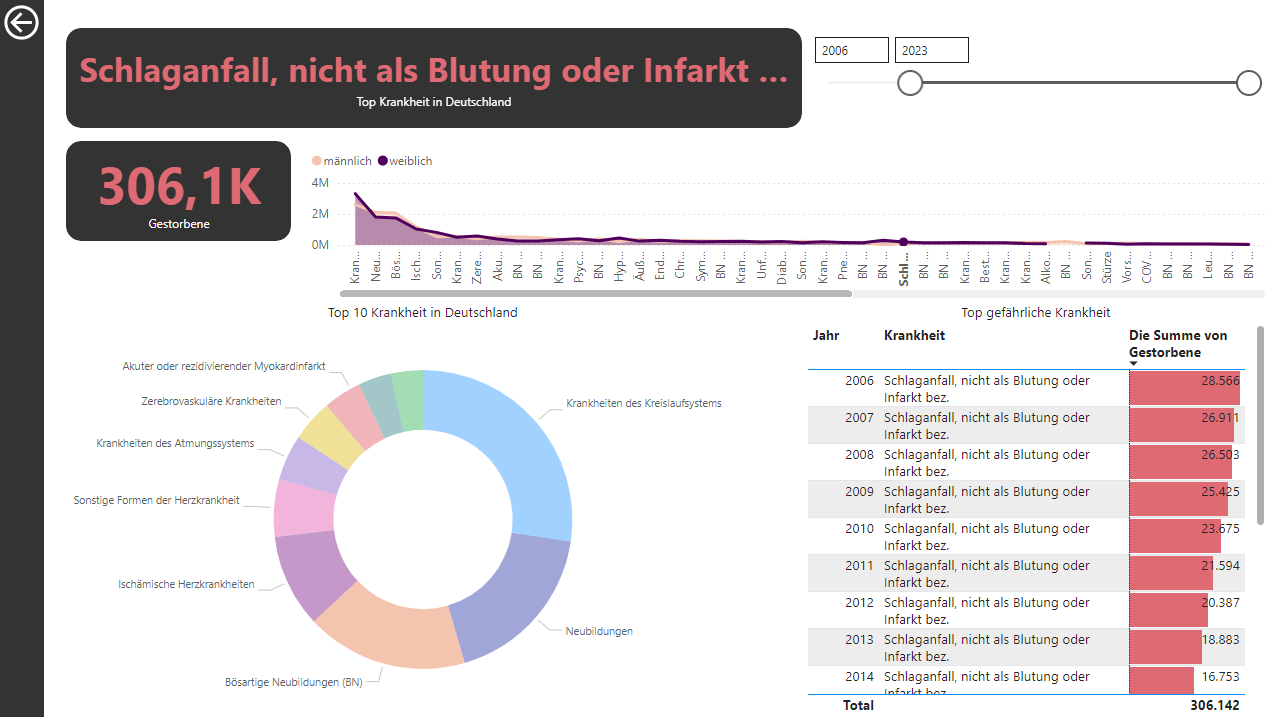 Schlaganfall, nicht als Blutung oder Infarkt ...
Top Krankheit in Deutschland
2006
2023
306,1K
Gestorbene
männlich
weiblich
4M
2M
0M
Kran...
Neu...
Bös...
Isch...
Son...
Kran...
Zere...
Aku...
BN ...
BN ...
Kran...
Psyc...
BN ...
Hyp...
Äuß...
End...
Chr...
Sym...
BN ...
Kran...
Unf...
Diab...
Son...
Kran...
Pne...
BN ...
BN ...
Schl...
BN ...
BN ...
Kran...
Best...
Kran...
Kran...
Alko...
BN ...
Son...
Stürze
Vors...
COV...
BN ...
BN ...
Leu...
BN ...
BN ...
Top 10 Krankheit in Deutschland
Akuter oder rezidivierender Myokardinfarkt
Zerebrovaskuläre Krankheiten
Krankheiten des Kreislaufsystems
Krankheiten des Atmungssystems
Sonstige Formen der Herzkrankheit
Ischämische Herzkrankheiten
Neubildungen
Bösartige Neubildungen (BN)
Top gefährliche Krankheit
Jahr Krankheit Die Summe von
Gestorbene
2006 Schlaganfall, nicht als Blutung oder 28.566
Infarkt bez.
2007 Schlaganfall, nicht als Blutung oder 26.911
Infarkt bez.
2008 Schlaganfall, nicht als Blutung oder 26.503
Infarkt bez.
2009 Schlaganfall, nicht als Blutung oder 25.425
Infarkt bez.
2010 Schlaganfall, nicht als Blutung oder 23.675
Infarkt bez.
2011 Schlaganfall, nicht als Blutung oder 21.594
Infarkt bez.
2012 Schlaganfall, nicht als Blutung oder 20.387
Infarkt bez.
2013 Schlaganfall, nicht als Blutung oder 18.883
Infarkt bez.
2014 Schlaganfall, nicht als Blutung oder 16.753
Infarkt bez.
Total 306.142